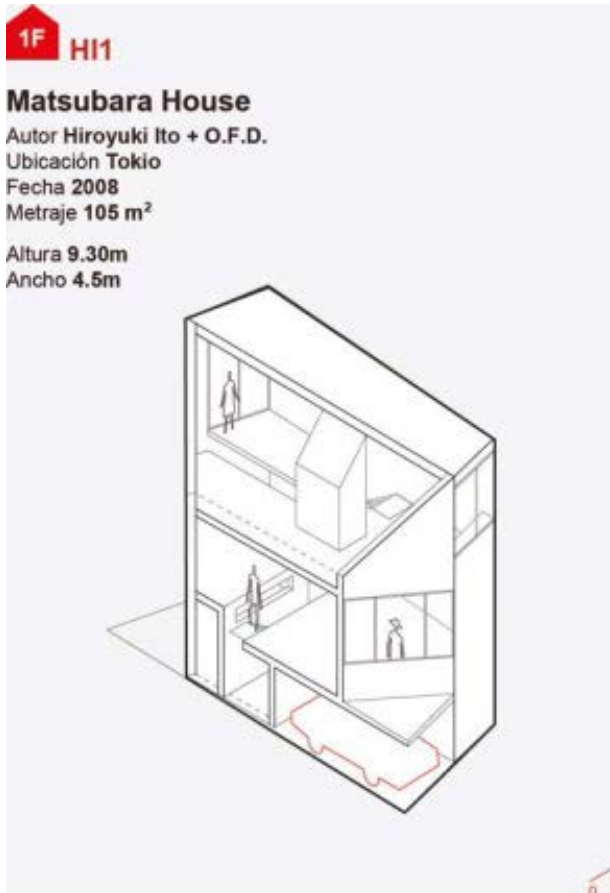 1F HI1
Matsubara House
Autor Hiroyuki Ito + O.F.D.
Ubicación Tokio
Fecha 2008
Metraje 105 m²
Altura 9.30m
Ancho 4.5m